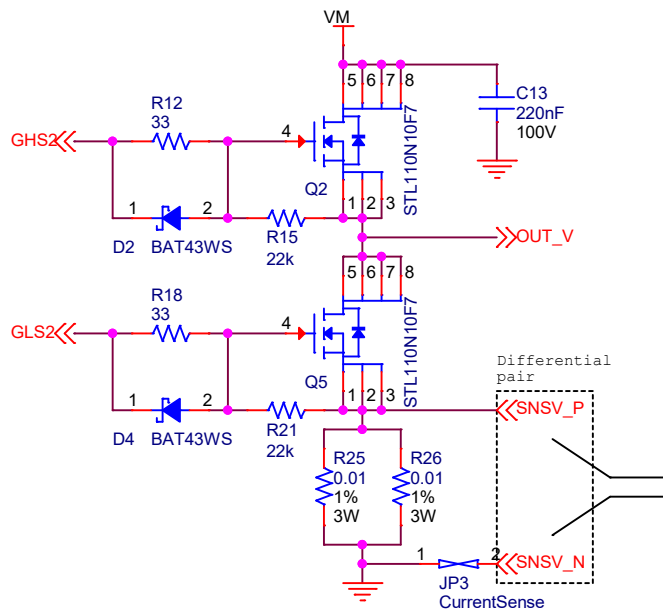 VM
5 6 7 8
R12
33
GHS2
4
C13
220nF
100V
STL110N10F7
Q2
1 2 3
1 2
D2 BAT43WS
R15
22k
OUT_V
5 6 7 8
R18
33
GLS2
4
STL110N10F7
Q5
1 2 3
Differential
pair
1 2
D4 BAT43WS
R21
22k
SNSV_P
R25
0.01
1%
3W
R26
0.01
1%
3W
1 2
SNSV_N
JP3
CurrentSense